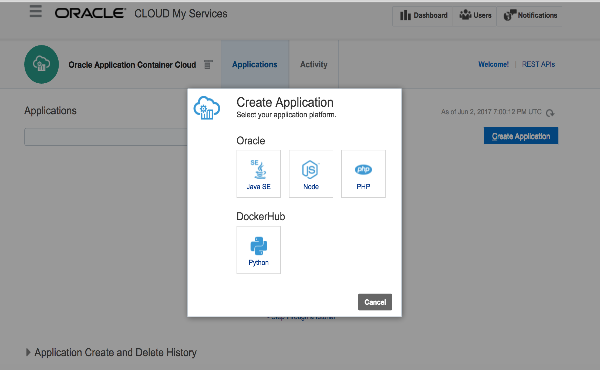 ORACLE CLOUD My Services
Dashboard
Users
Notifications
Oracle Application Container Cloud
Applications
Activity
Welcome!
REST APIs
Applications
As of Jun 2, 2017 7:00:12 PM UTC
Create Application
Create Application
Select your application platform.
Oracle
SE
Java SE
JS
Node
php
PHP
DockerHub
Python
Cancel
Application Create and Delete History